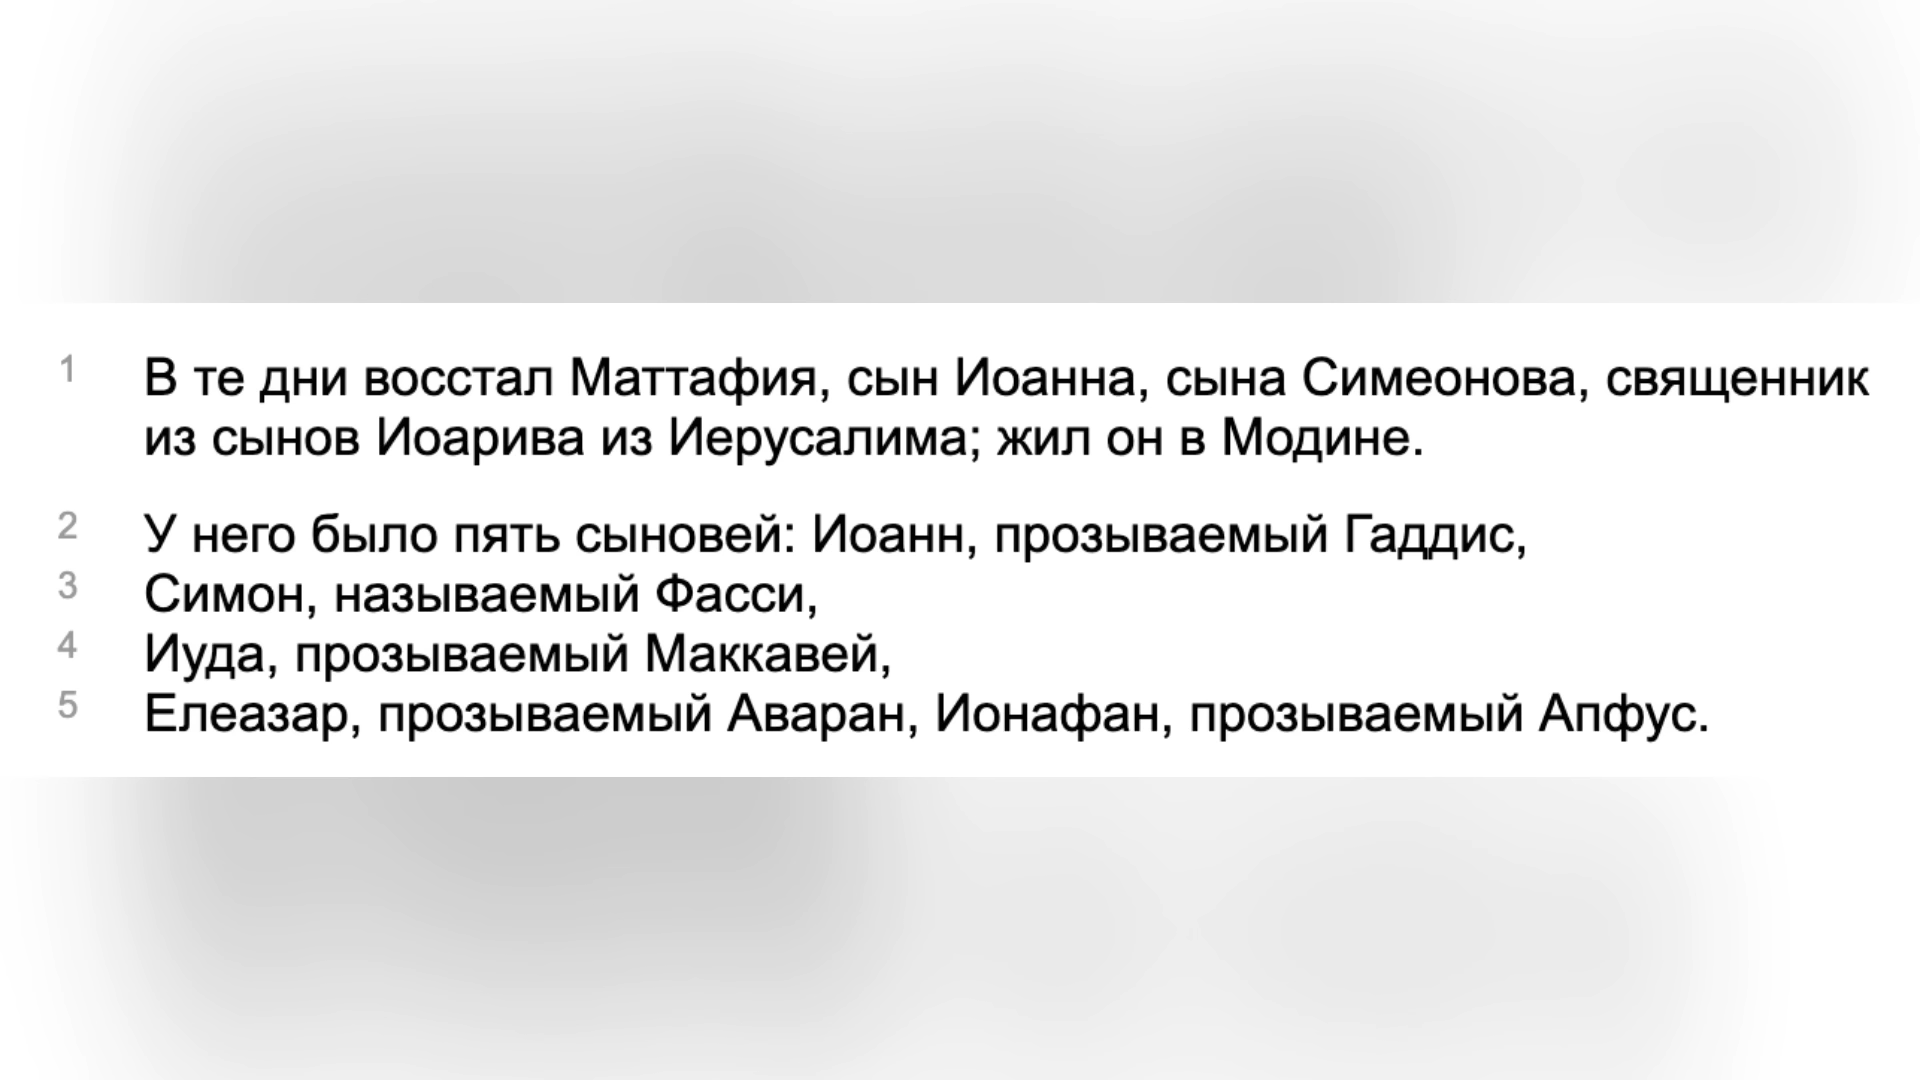 1 В те дни восстал Маттафия, сын Иоанна, сына Симеонова, священник
из сынов Иоарива из Иерусалима; жил он в Модине.
2 У него было пять сыновей: Иоанн, прозываемый Гаддис,
3 Симон, называемый Фасси,
4 Иуда, прозываемый Маккавей,
5 Елеазар, прозываемый Аваран, Ионафан, прозываемый Апфус.